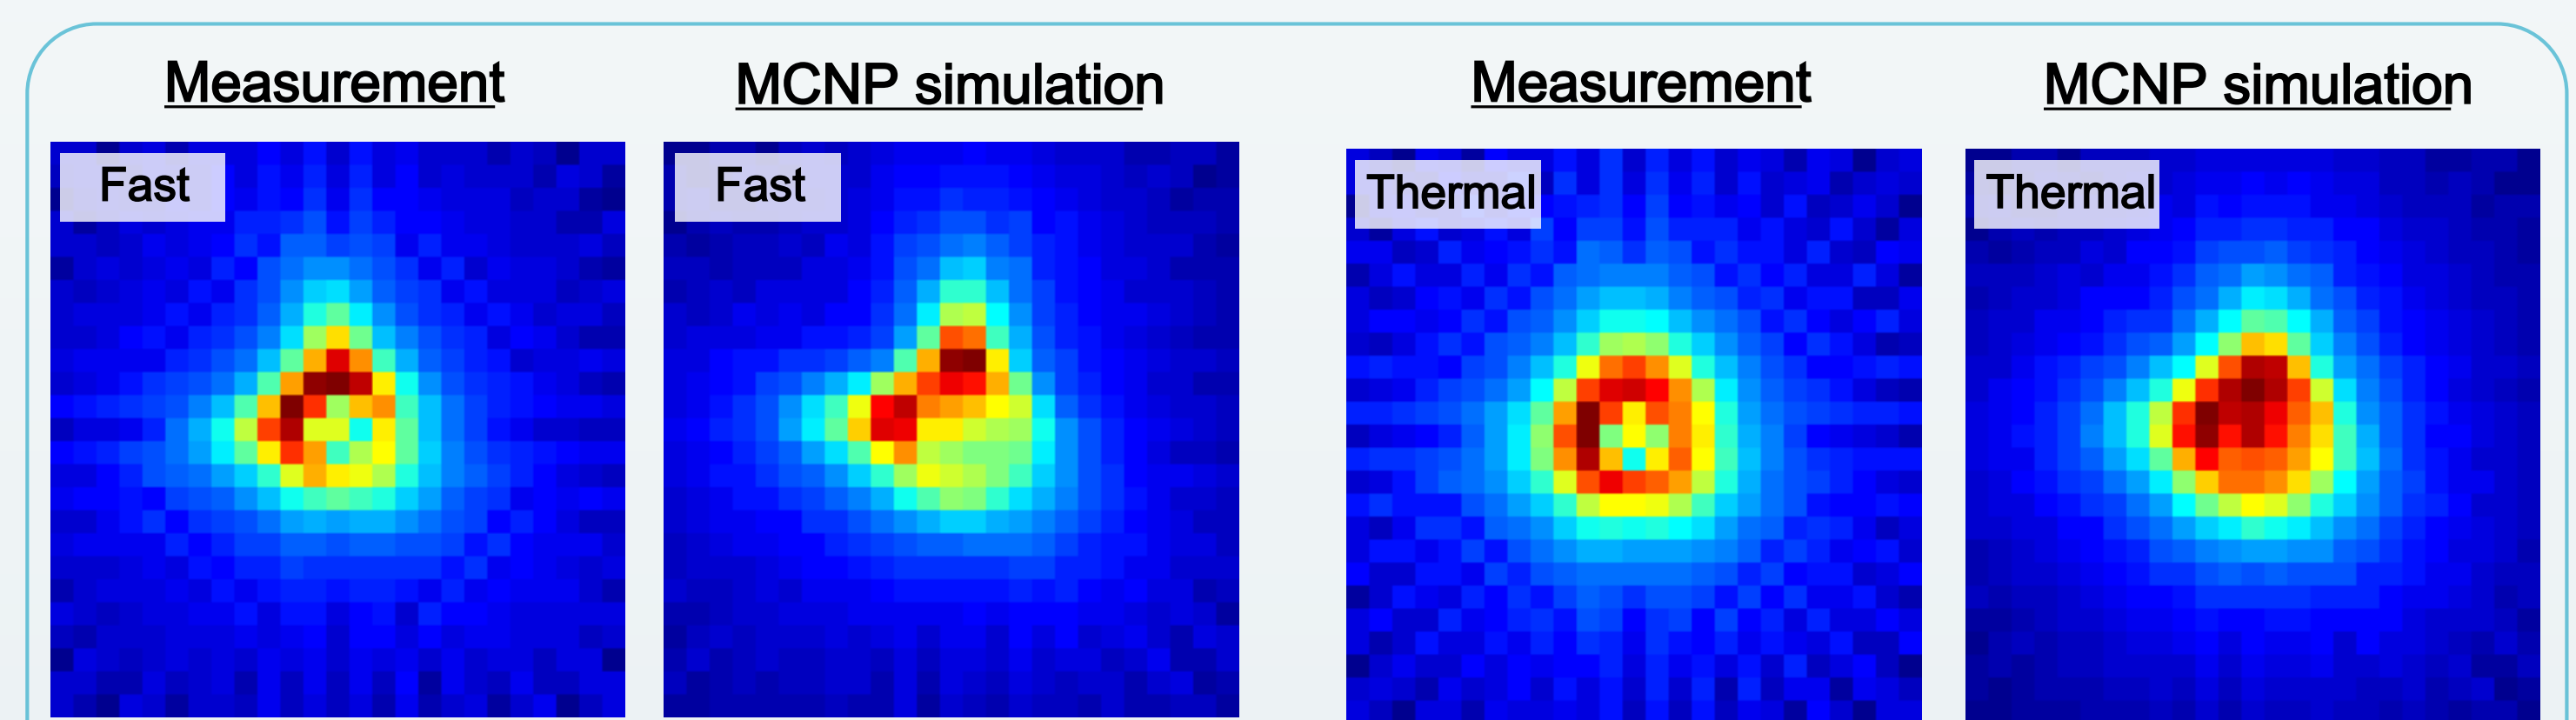 Measurement
MCNP simulation
Measurement
MCNP simulation
Fast
Fast
Thermal
Thermal